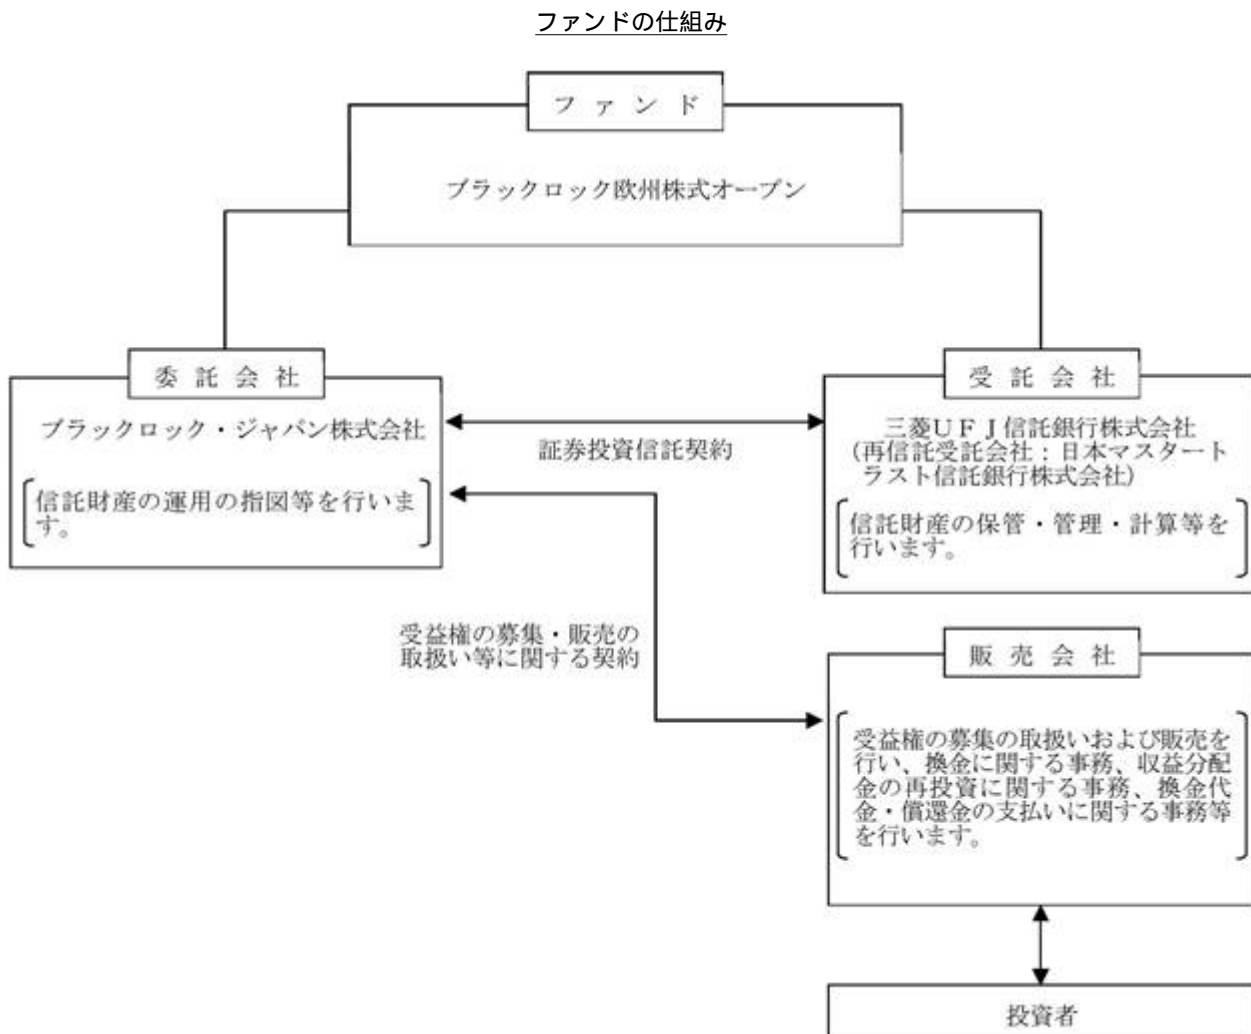 ファンドの仕組み
ファンド
ブラックロック欧州株式オープン
委託会社
ブラックロック・ジャパン株式会社
信託財産の運用の指図等を行いま
す。
証券投資信託契約
受託会社
三菱UFJ信託銀行株式会社
(再信託受託会社：日本マスタート
ラスト信託銀行株式会社)
信託財産の保管・管理・計算等を
行います。
受益権の募集・販売の
取扱い等に関する契約
販売会社
受益権の募集の取扱いおよび販売を
行い、換金に関する事務、収益分配
金の再投資に関する事務、換金代
金・償還金の支払いに関する事務等
を行います。
投資者